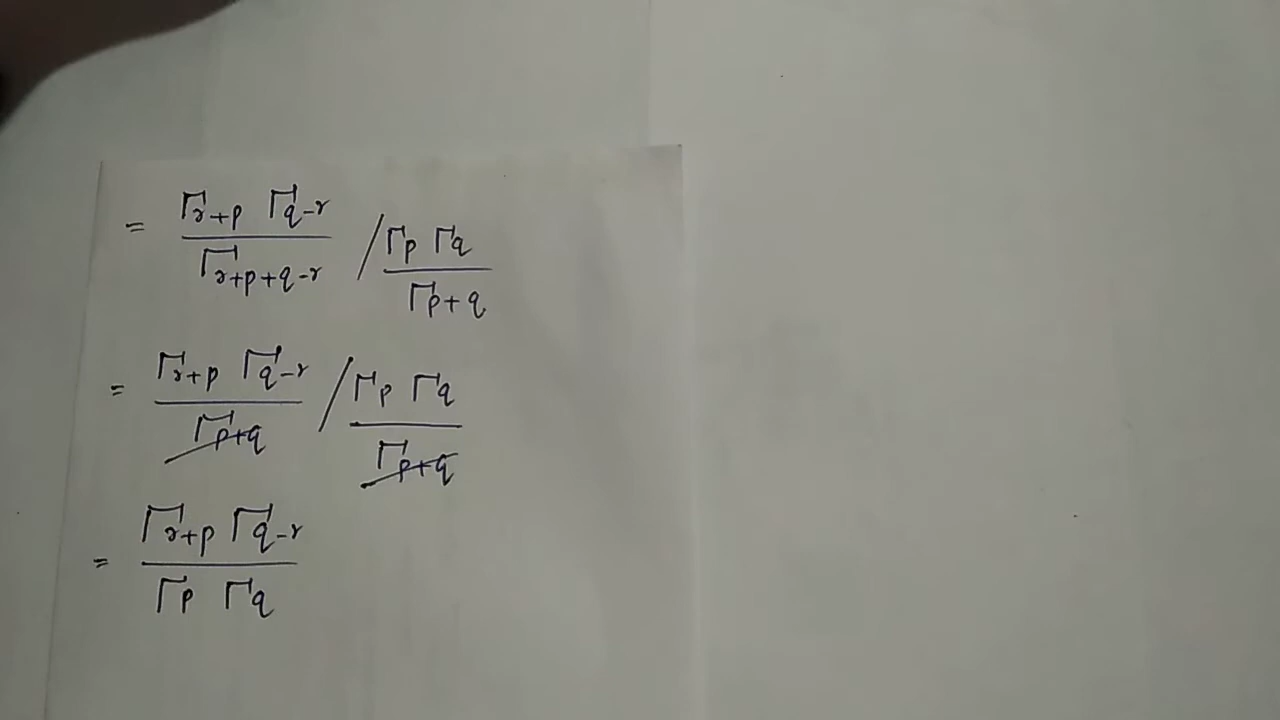 = Γr+p Γq-r / Γp Γq
Γr+p+q-r Γp+q
= Γr+p Γq-r / Γp Γq
Γp+q Γp+q
= Γr+p Γq-r
Γp Γq